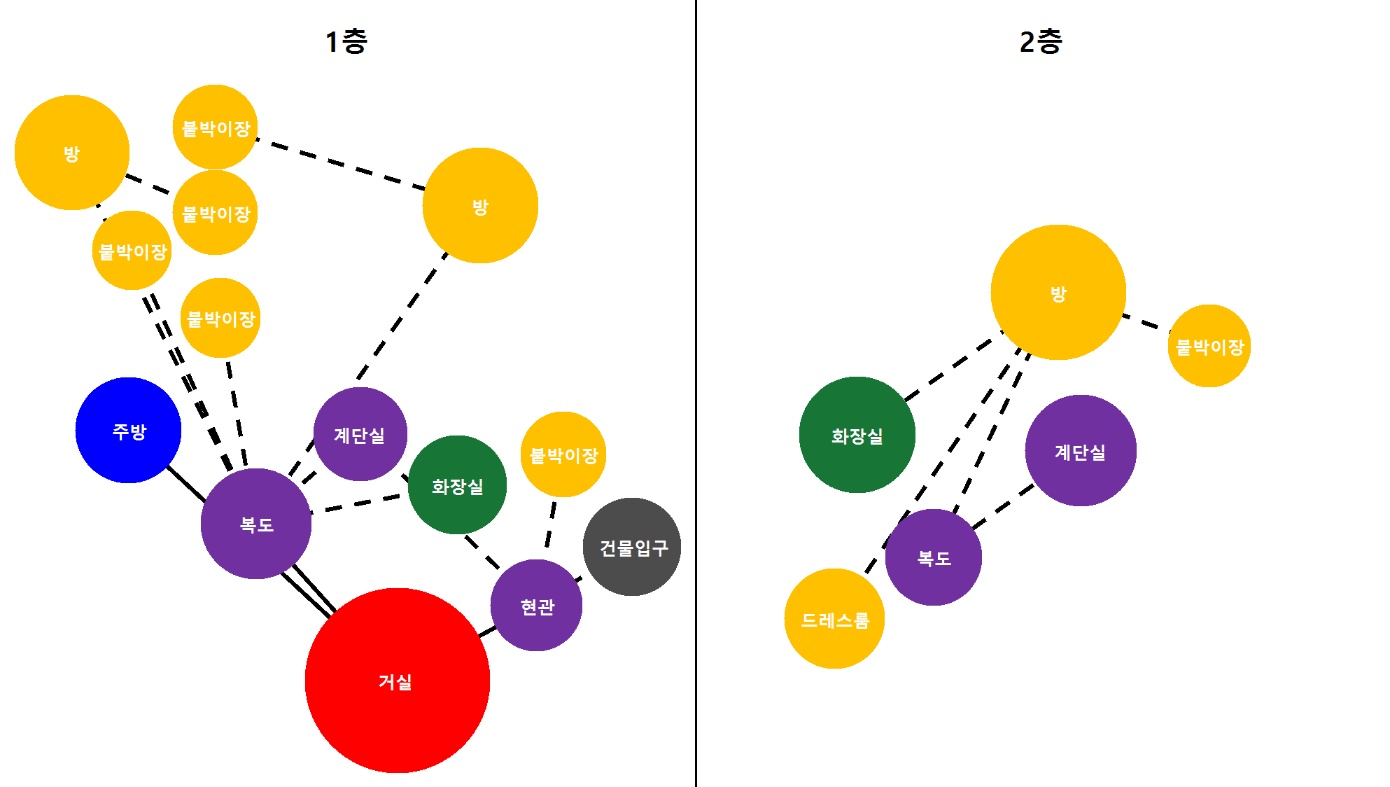 1층
방
붙박이장
붙박이장
붙박이장
방
붙박이장
주방
계단실
붙박이장
화장실
복도
건물입구
현관
거실
2층
방
붙박이장
화장실
계단실
복도
드레스룸